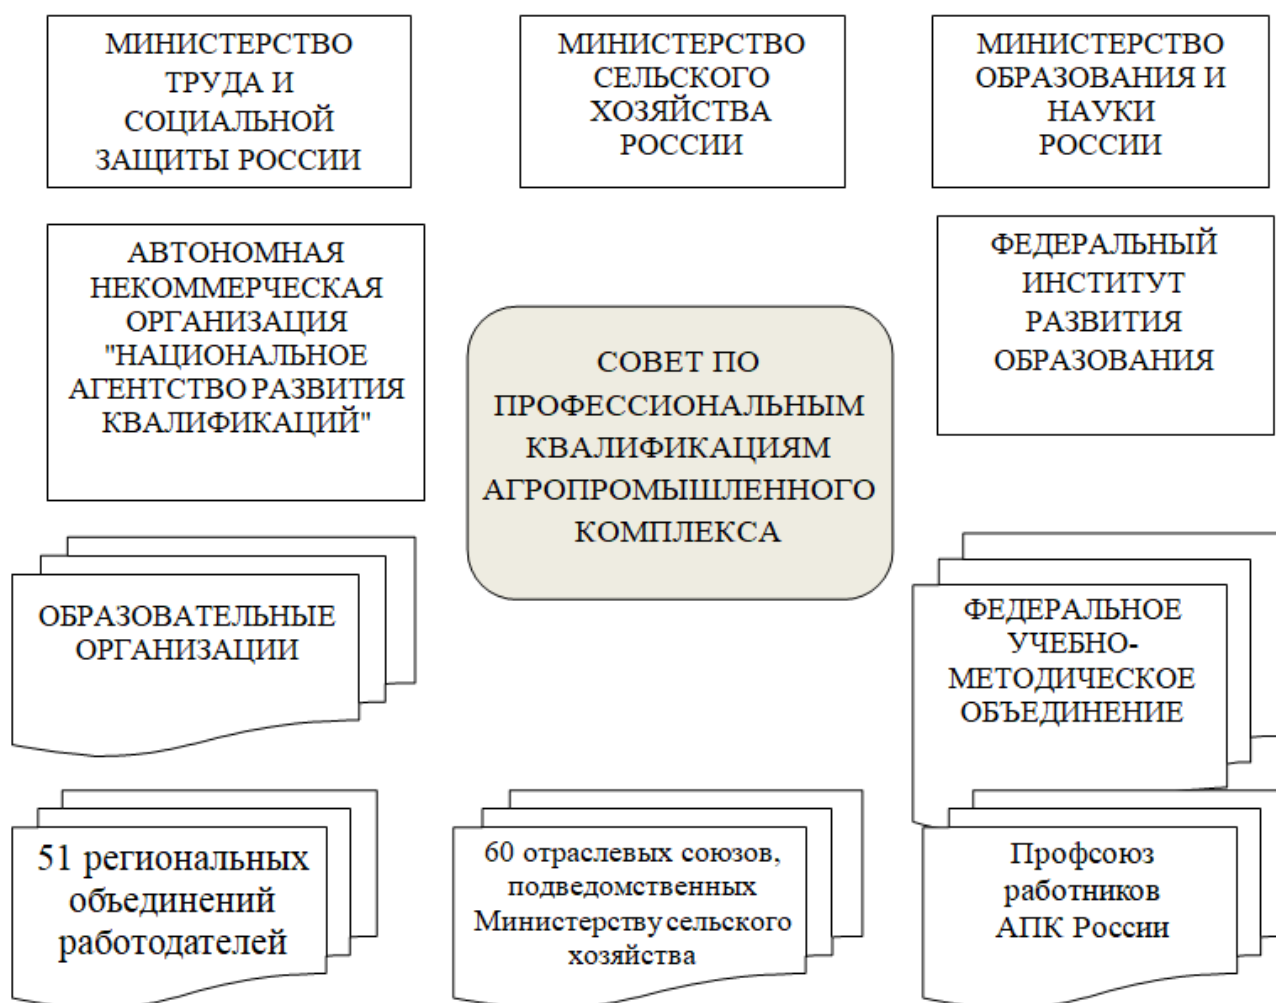 МИНИСТЕРСТВО
ТРУДА И
СОЦИАЛЬНОЙ
ЗАЩИТЫ РОССИИ
МИНИСТЕРСТВО
СЕЛЬСКОГО
ХОЗЯЙСТВА
РОССИИ
МИНИСТЕРСТВО
ОБРАЗОВАНИЯ И
НАУКИ
РОССИИ
АВТОНОМНАЯ
НЕКОММЕРЧЕСКАЯ
ОРГАНИЗАЦИЯ
"НАЦИОНАЛЬНОЕ
АГЕНТСТВО РАЗВИТИЯ
КВАЛИФИКАЦИЙ"
СОВЕТ ПО
ПРОФЕССИОНАЛЬНЫМ
КВАЛИФИКАЦИЯМ
АГРОПРОМЫШЛЕННОГО
КОМПЛЕКСА
ФЕДЕРАЛЬНЫЙ
ИНСТИТУТ
РАЗВИТИЯ
ОБРАЗОВАНИЯ
ОБРАЗОВАТЕЛЬНЫЕ
ОРГАНИЗАЦИИ
ФЕДЕРАЛЬНОЕ
УЧЕБНО-
МЕТОДИЧЕСКОЕ
ОБЪЕДИНЕНИЕ
51 региональных
объединений
работодателей
60 отраслевых союзов,
подведомственных
Министерству сельского
хозяйства
Профсоюз
работников
АПК России